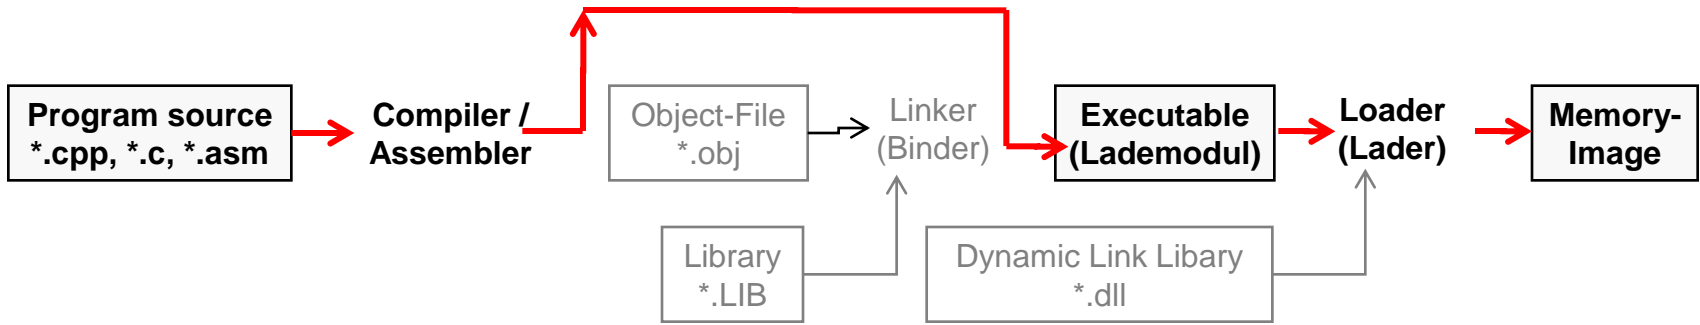 Program source
*.cpp, *.c, *.asm
Compiler /
Assembler
Object-File
*.obj
Linker
(Binder)
Executable
(Lademodul)
Loader
(Lader)
Memory-
Image
Library
*.LIB
Dynamic Link Libary
*.dll